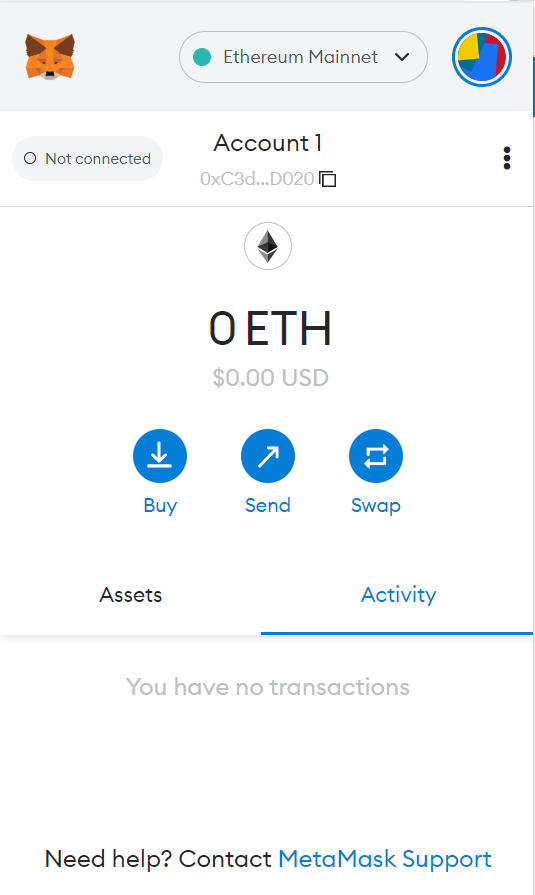 Ethereum Mainnet
Not connected
Account 1
0xC3d...D020
0 ETH
$0.00 USD
Buy
Send
Swap
Assets
Activity
You have no transactions
Need help? Contact MetaMask Support